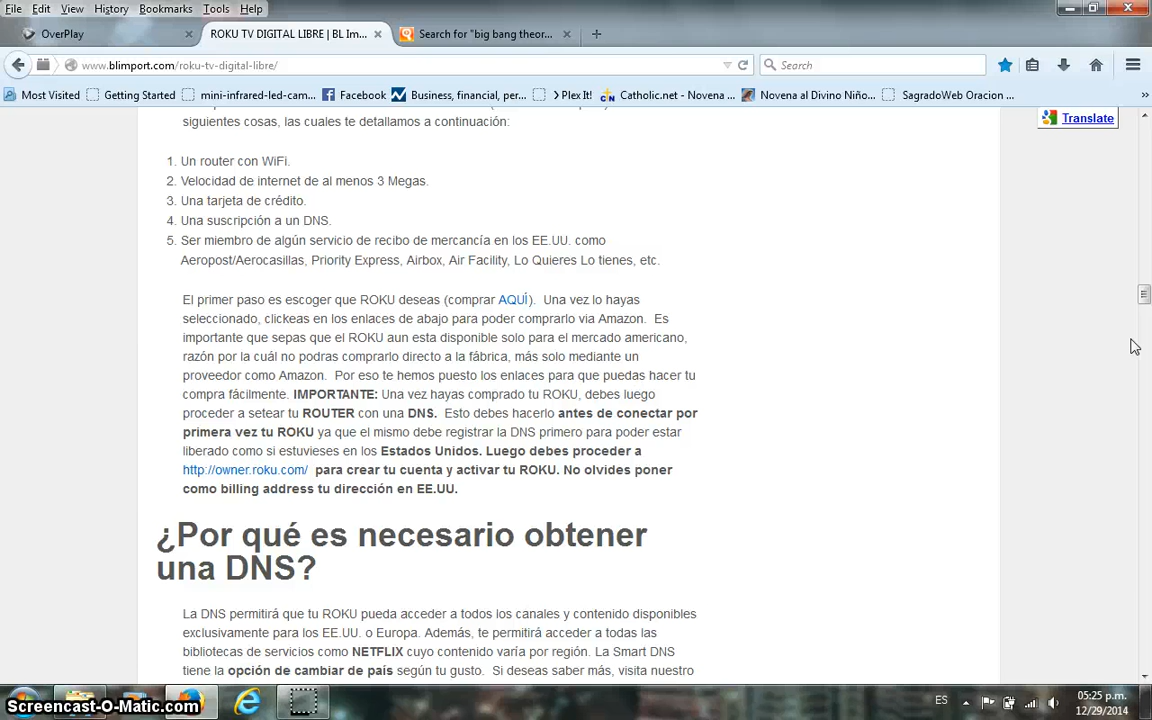 File Edit View History Bookmarks Tools Help
OverPlay
ROKU TV DIGITAL LIBRE | BL Im...
Search for "big bang theor...
www.blimport.com/roku-tv-digital-libre/
Search
Most Visited
Getting Started
mini-infrared-led-cam...
Facebook
Business, financial, per...
Plex It!
Catholic.net - Novena ...
Novena al Divino Niño...
SagradoWeb Oracion ...
Translate
siguientes cosas, las cuales te detallamos a continuación:
1. Un router con WiFi.
2. Velocidad de internet de al menos 3 Megas.
3. Una tarjeta de crédito.
4. Una suscripción a un DNS.
5. Ser miembro de algún servicio de recibo de mercancía en los EE.UU. como
Aeropost/Aerocasillas, Priority Express, Airbox, Air Facility, Lo Quieres Lo tienes, etc.
El primer paso es escoger que ROKU deseas (comprar AQUÍ). Una vez lo hayas
seleccionado, clickeas en los enlaces de abajo para poder comprarlo via Amazon. Es
importante que sepas que el ROKU aun esta disponible solo para el mercado americano,
razón por la cuál no podras comprarlo directo a la fábrica, más solo mediante un
proveedor como Amazon. Por eso te hemos puesto los enlaces para que puedas hacer tu
compra fácilmente. IMPORTANTE: Una vez hayas comprado tu ROKU, debes luego
proceder a setear tu ROUTER con una DNS. Esto debes hacerlo antes de conectar por
primera vez tu ROKU ya que el mismo debe registrar la DNS primero para poder estar
liberado como si estuvieses en los Estados Unidos. Luego debes proceder a
http://owner.roku.com/ para crear tu cuenta y activar tu ROKU. No olvides poner
como billing address tu dirección en EE.UU.
¿Por qué es necesario obtener
una DNS?
La DNS permitirá que tu ROKU pueda acceder a todos los canales y contenido disponibles
exclusivamente para los EE.UU. o Europa. Además, te permitirá acceder a todas las
bibliotecas de servicios como NETFLIX cuyo contenido varía por región. La Smart DNS
tiene la opción de cambiar de país según tu gusto. Si deseas saber más, visita nuestro
Screencast-O-Matic.com
ES
05:25 p.m.
12/29/2014